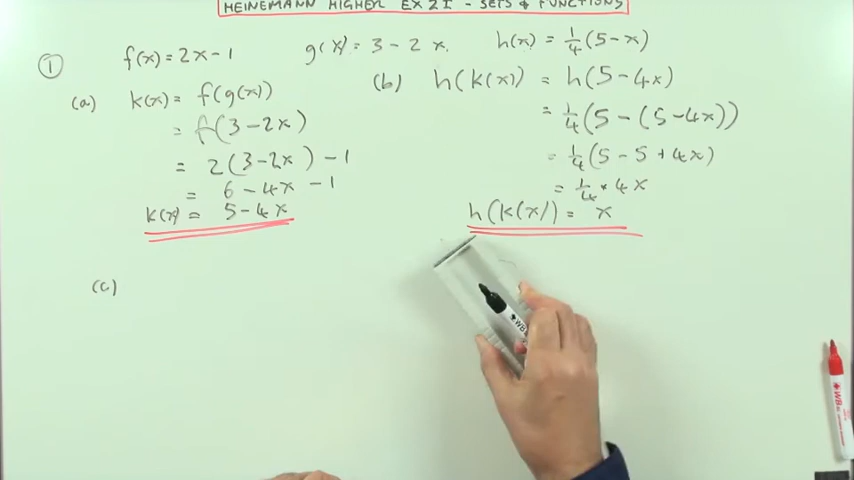 HEINEMANN HIGHER EX 2I - SETS & FUNCTIONS
① f(x) = 2x - 1 g(x) = 3 - 2x. h(x) = 1/4 (5 - x)
(a) k(x) = f(g(x))
= f(3 - 2x)
= 2(3 - 2x) - 1
= 6 - 4x - 1
k(x) = 5 - 4x
(b) h(k(x)) = h(5 - 4x)
= 1/4 (5 - (5 - 4x))
= 1/4 (5 - 5 + 4x)
= 1/4 * 4x
h(k(x)) = x
(c)
WB
WB